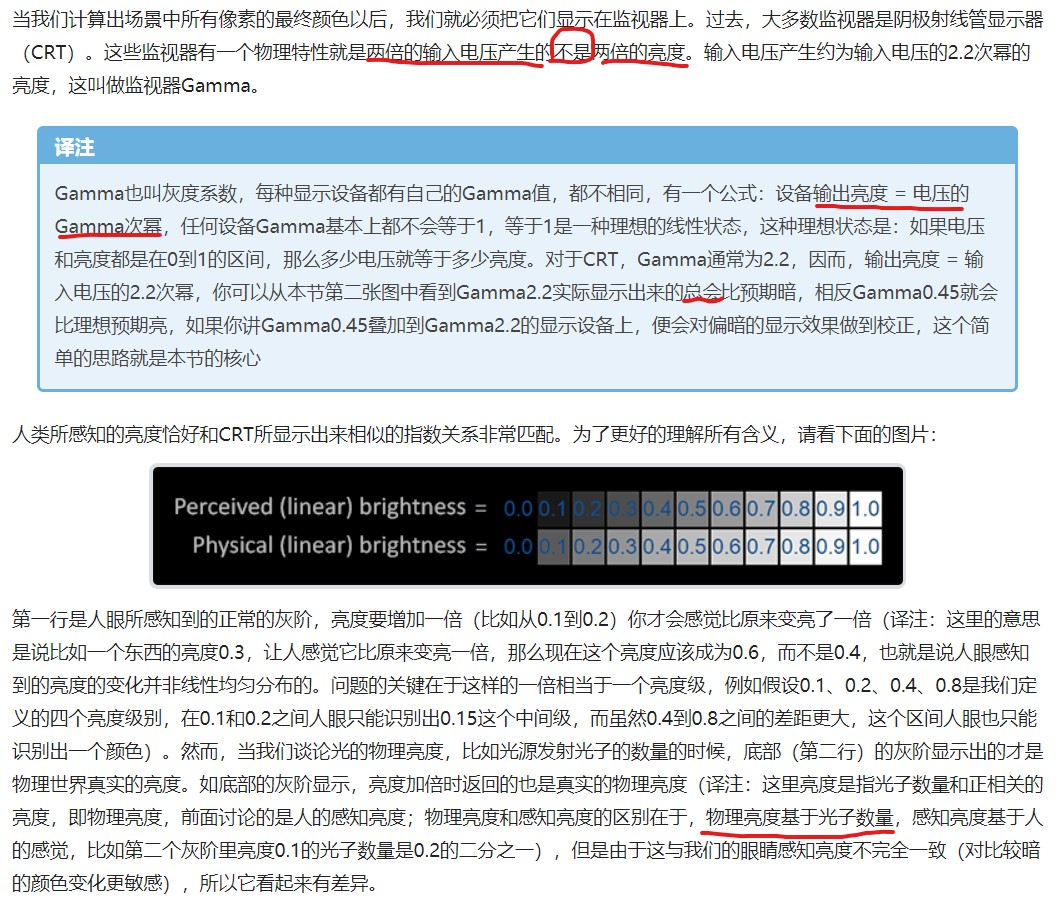 当我们计算出场景中所有像素的最终颜色以后，我们就必须把它们显示在监视器上。过去，大多数监视器是阴极射线管显示器
（CRT）。这些监视器有一个物理特性就是两倍的输入电压产生的不是两倍的亮度。输入电压产生约为输入电压的2.2次幂的
亮度，这叫做监视器Gamma。
译注
Gamma也叫灰度系数，每种显示设备都有自己的Gamma值，都不相同，有一个公式：设备输出亮度 = 电压的
Gamma次幂，任何设备Gamma基本上都不会等于1，等于1是一种理想的线性状态，这种理想状态是：如果电压
和亮度都是在0到1的区间，那么多少电压就等于多少亮度。对于CRT，Gamma通常为2.2，因而，输出亮度 = 输
入电压的2.2次幂，你可以从本节第二张图中看到Gamma2.2实际显示出来的总会比预期暗，相反Gamma0.45就会
比理想预期亮，如果你讲Gamma0.45叠加到Gamma2.2的显示设备上，便会对偏暗的显示效果做到校正，这个简
单的思路就是本节的核心
人类所感知的亮度恰好和CRT所显示出来相似的指数关系非常匹配。为了更好的理解所有含义，请看下面的图片：
Perceived (linear) brightness = 0.0 0.1 0.2 0.3 0.4 0.5 0.6 0.7 0.8 0.9 1.0
Physical (linear) brightness = 0.0 0.1 0.2 0.3 0.4 0.5 0.6 0.7 0.8 0.9 1.0
第一行是人眼所感知到的正常的灰阶，亮度要增加一倍（比如从0.1到0.2）你才会感觉比原来变亮了一倍（译注：这里的意思
是说比如一个东西的亮度0.3，让人感觉它比原来变亮一倍，那么现在这个亮度应该成为0.6，而不是0.4，也就是说人眼感知
到的亮度的变化并非线性均匀分布的。问题的关键在于这样的一倍相当于一个亮度级，例如假设0.1、0.2、0.4、0.8是我们定
义的四个亮度级别，在0.1和0.2之间人眼只能识别出0.15这个中间级，而虽然0.4到0.8之间的差距更大，这个区间人眼也只能
识别出一个颜色）。然而，当我们谈论光的物理亮度，比如光源发射光子的数量的时候，底部（第二行）的灰阶显示出的才是
物理世界真实的亮度。如底部的灰阶显示，亮度加倍时返回的也是真实的物理亮度（译注：这里亮度是指光子数量和正相关的
亮度，即物理亮度，前面讨论的是人的感知亮度；物理亮度和感知亮度的区别在于，物理亮度基于光子数量，感知亮度基于人
的感觉，比如第二个灰阶里亮度0.1的光子数量是0.2的二分之一），但是由于这与我们的眼睛感知亮度不完全一致（对比较暗
的颜色变化更敏感），所以它看起来有差异。